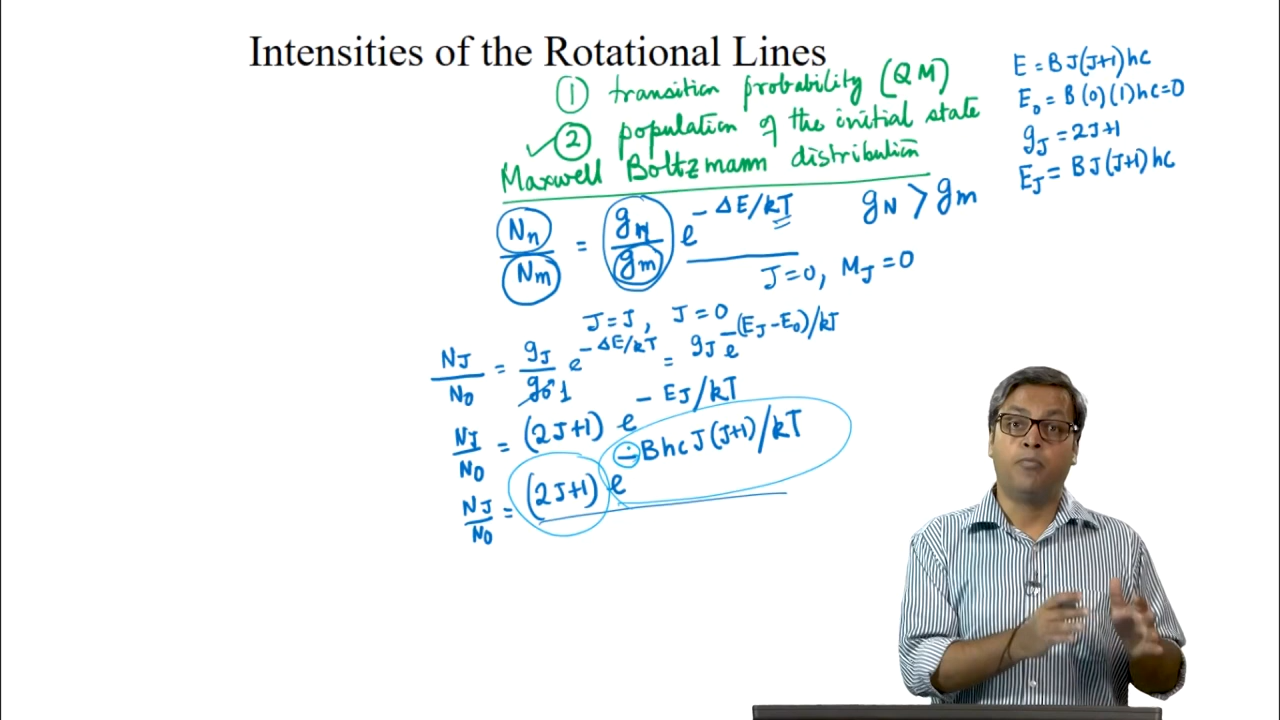 Intensities of the Rotational Lines
① transition probability (QM)
② population of the initial state
Maxwell Boltzmann distribution
E = BJ(J+1)hc
E₀ = B(0)(1)hc=0
gJ = 2J+1
EJ = BJ(J+1)hc
Nn/Nm = gn/gm e^-ΔE/kT
gN > gm
J=0, MJ=0
J=J, J=0
NJ/N0 = gJ/g0 1 e^-ΔE/kT = gJ e^-(EJ-E0)/kT
NJ/N0 = (2J+1) e^-EJ/kT
NJ/N0 = (2J+1) e^-BhcJ(J+1)/kT